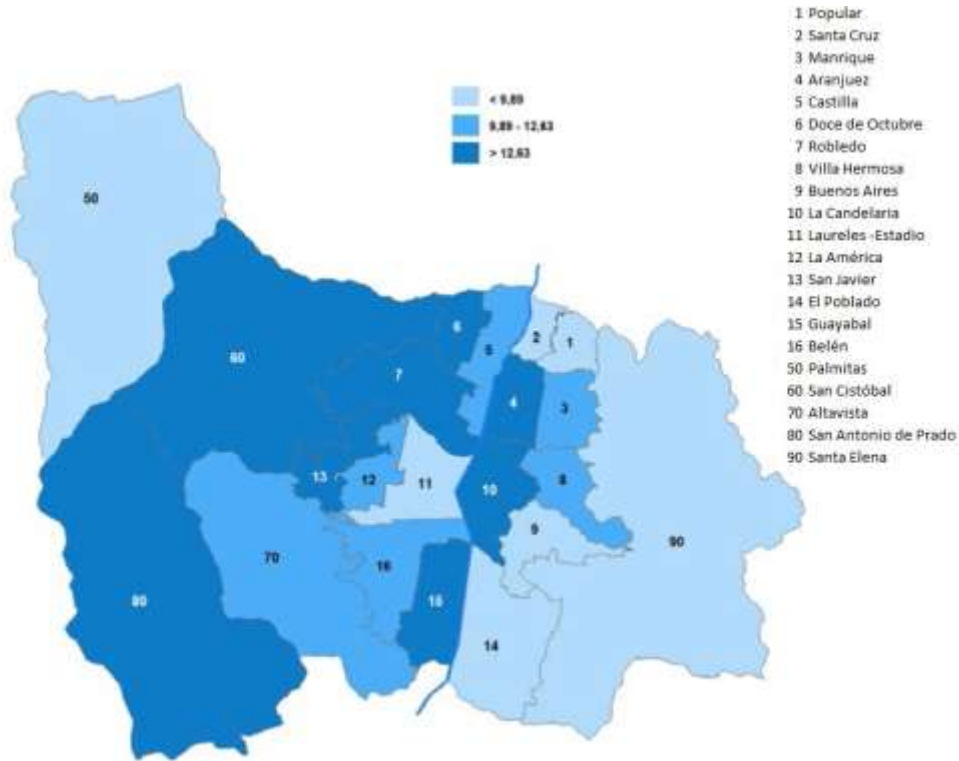 1 Popular
2 Santa Cruz
3 Manrique
4 Aranjuez
5 Castilla
6 Doce de Octubre
7 Robledo
8 Villa Hermosa
9 Buenos Aires
10 La Candelaria
11 Laureles -Estadio
12 La América
13 San Javier
14 El Poblado
15 Guayabal
16 Belén
50 Palmitas
60 San Cistóbal
70 Altavista
80 San Antonio de Prado
90 Santa Elena
< 9,89
9,89 - 12,63
> 12,63
50
60
6
5
2
1
7
4
3
13
12
11
10
8
9
90
70
16
15
80
14